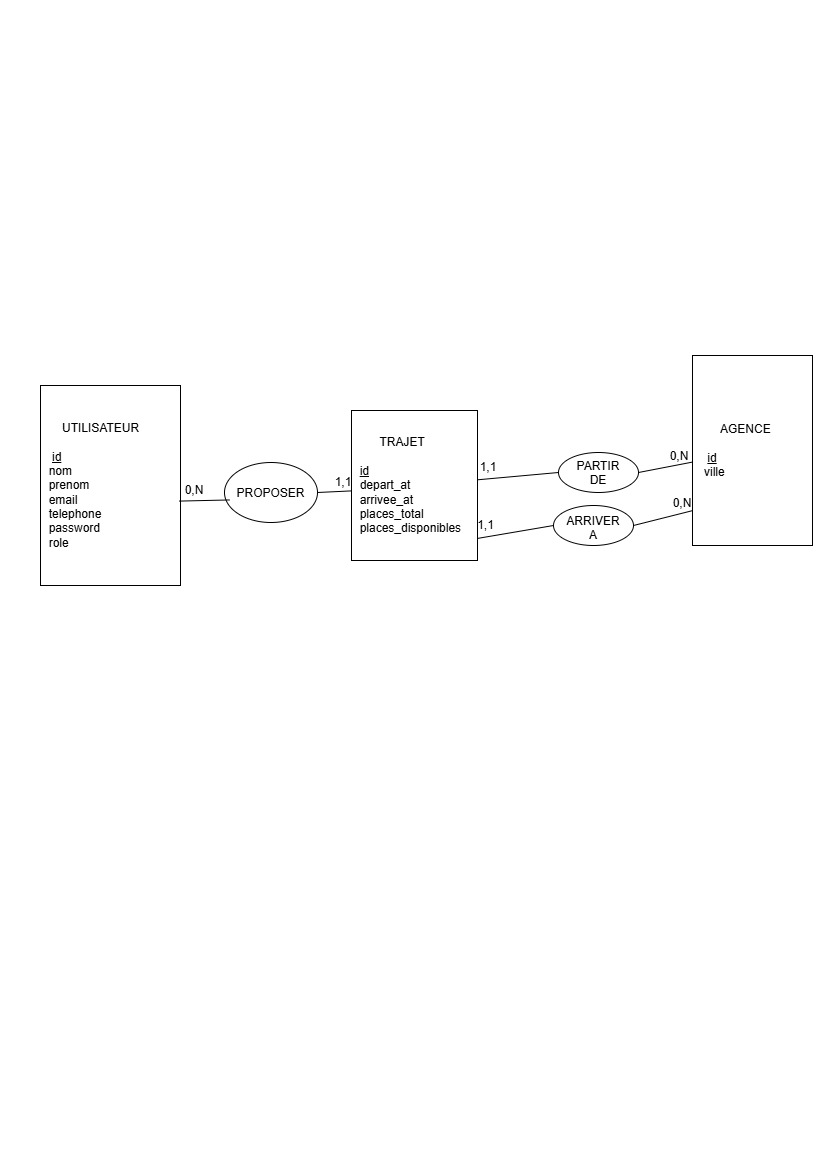 UTILISATEUR
id
nom
prenom
email
telephone
password
role
0,N
PROPOSER
1,1
TRAJET
id
depart_at
arrivee_at
places_total
places_disponibles
1,1
PARTIR
DE
0,N
1,1
ARRIVER
A
0,N
AGENCE
id
ville